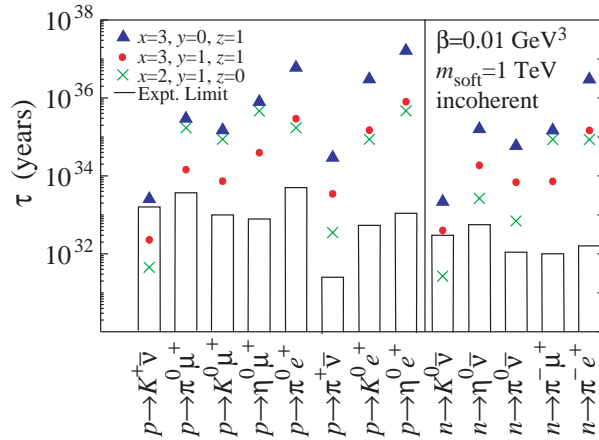 10^38
10^36
10^34
10^32
τ (years)
x=3, y=0, z=1
x=3, y=1, z=1
x=2, y=1, z=0
Expt. Limit
β=0.01 GeV^3
m_soft=1 TeV
incoherent
p→K^+ν̄
p→π^0μ^+
p→K^0μ^+
p→η^0μ^+
p→π^0e^+
p→π^+ν̄
p→K^0e^+
p→η^0e^+
n→K^0ν̄
n→η^0ν̄
n→π^0ν̄
n→π^−μ^+
n→π^−e^+